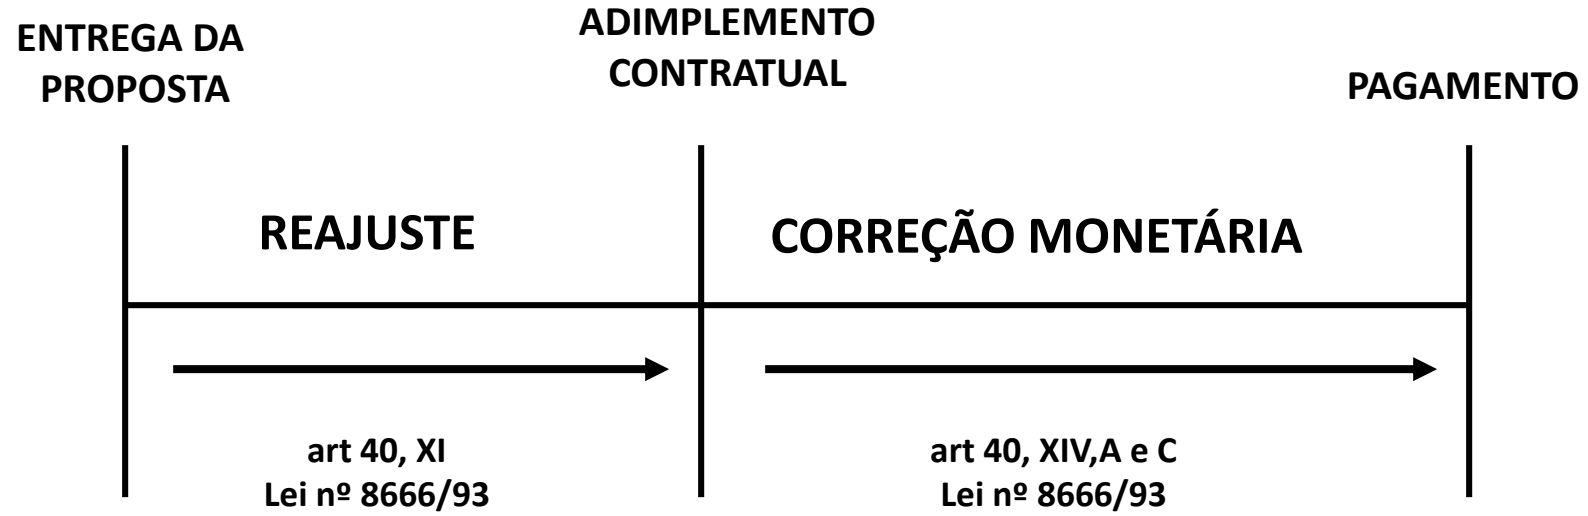 ENTREGA DA
PROPOSTA
ADIMPLEMENTO
CONTRATUAL
PAGAMENTO
REAJUSTE
CORREÇÃO MONETÁRIA
art 40, XI
Lei nº 8666/93
art 40, XIV,A e C
Lei nº 8666/93